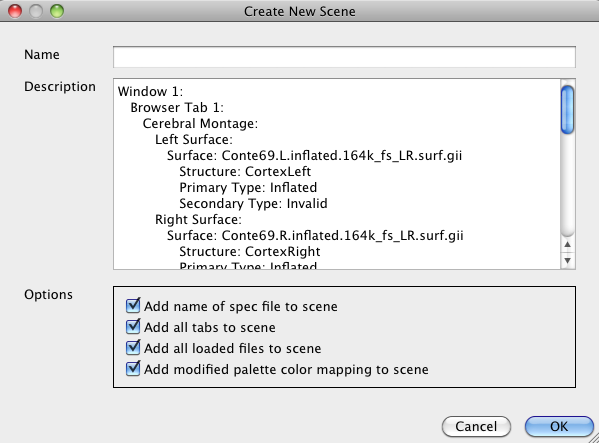 Create New Scene
Name
Description
Window 1:
Browser Tab 1:
Cerebral Montage:
Left Surface:
Surface: Conte69.L.inflated.164k_fs_LR.surf.gii
Structure: CortexLeft
Primary Type: Inflated
Secondary Type: Invalid
Right Surface:
Surface: Conte69.R.inflated.164k_fs_LR.surf.gii
Structure: CortexRight
Primary Type: Inflated
Options
Add name of spec file to scene
Add all tabs to scene
Add all loaded files to scene
Add modified palette color mapping to scene
Cancel
OK